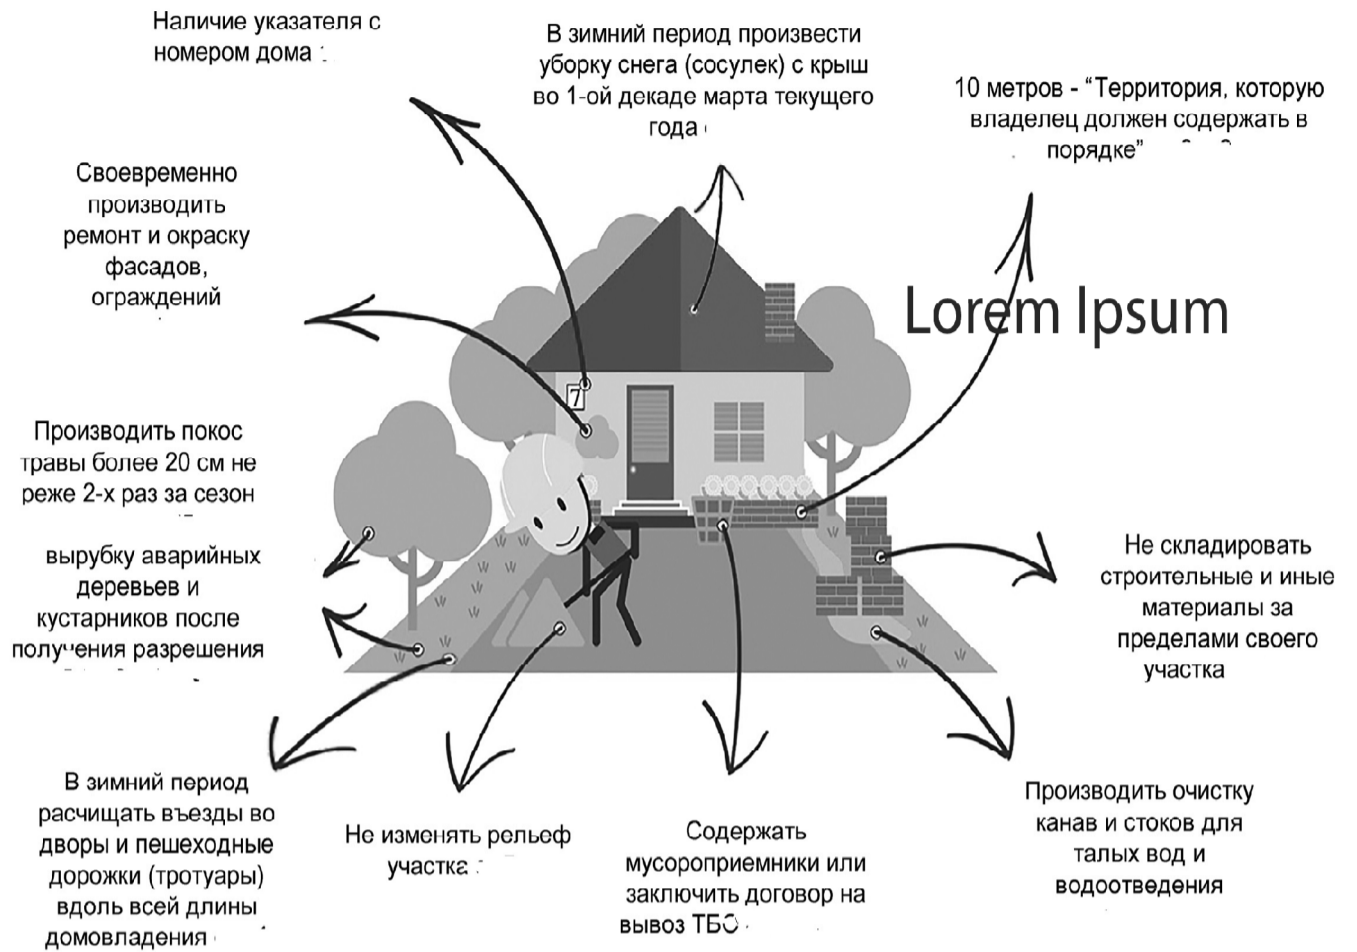 Наличие указателя с
номером дома
В зимний период произвести
уборку снега (сосулек) с крыш
во 1-ой декаде марта текущего
года
10 метров - “Территория, которую
владелец должен содержать в
порядке”
Своевременно
производить
ремонт и окраску
фасадов,
ограждений
Lorem Ipsum
7
Производить покос
травы более 20 см не
реже 2-х раз за сезон
вырубку аварийных
деревьев и
кустарников после
получения разрешения
Не складировать
строительные и иные
материалы за
пределами своего
участка
В зимний период
расчищать въезды во
дворы и пешеходные
дорожки (тротуары)
вдоль всей длины
домовладения
Не изменять рельеф
участка
Содержать
мусороприемники или
заключить договор на
вывоз ТБО
Производить очистку
канав и стоков для
талых вод и
водоотведения